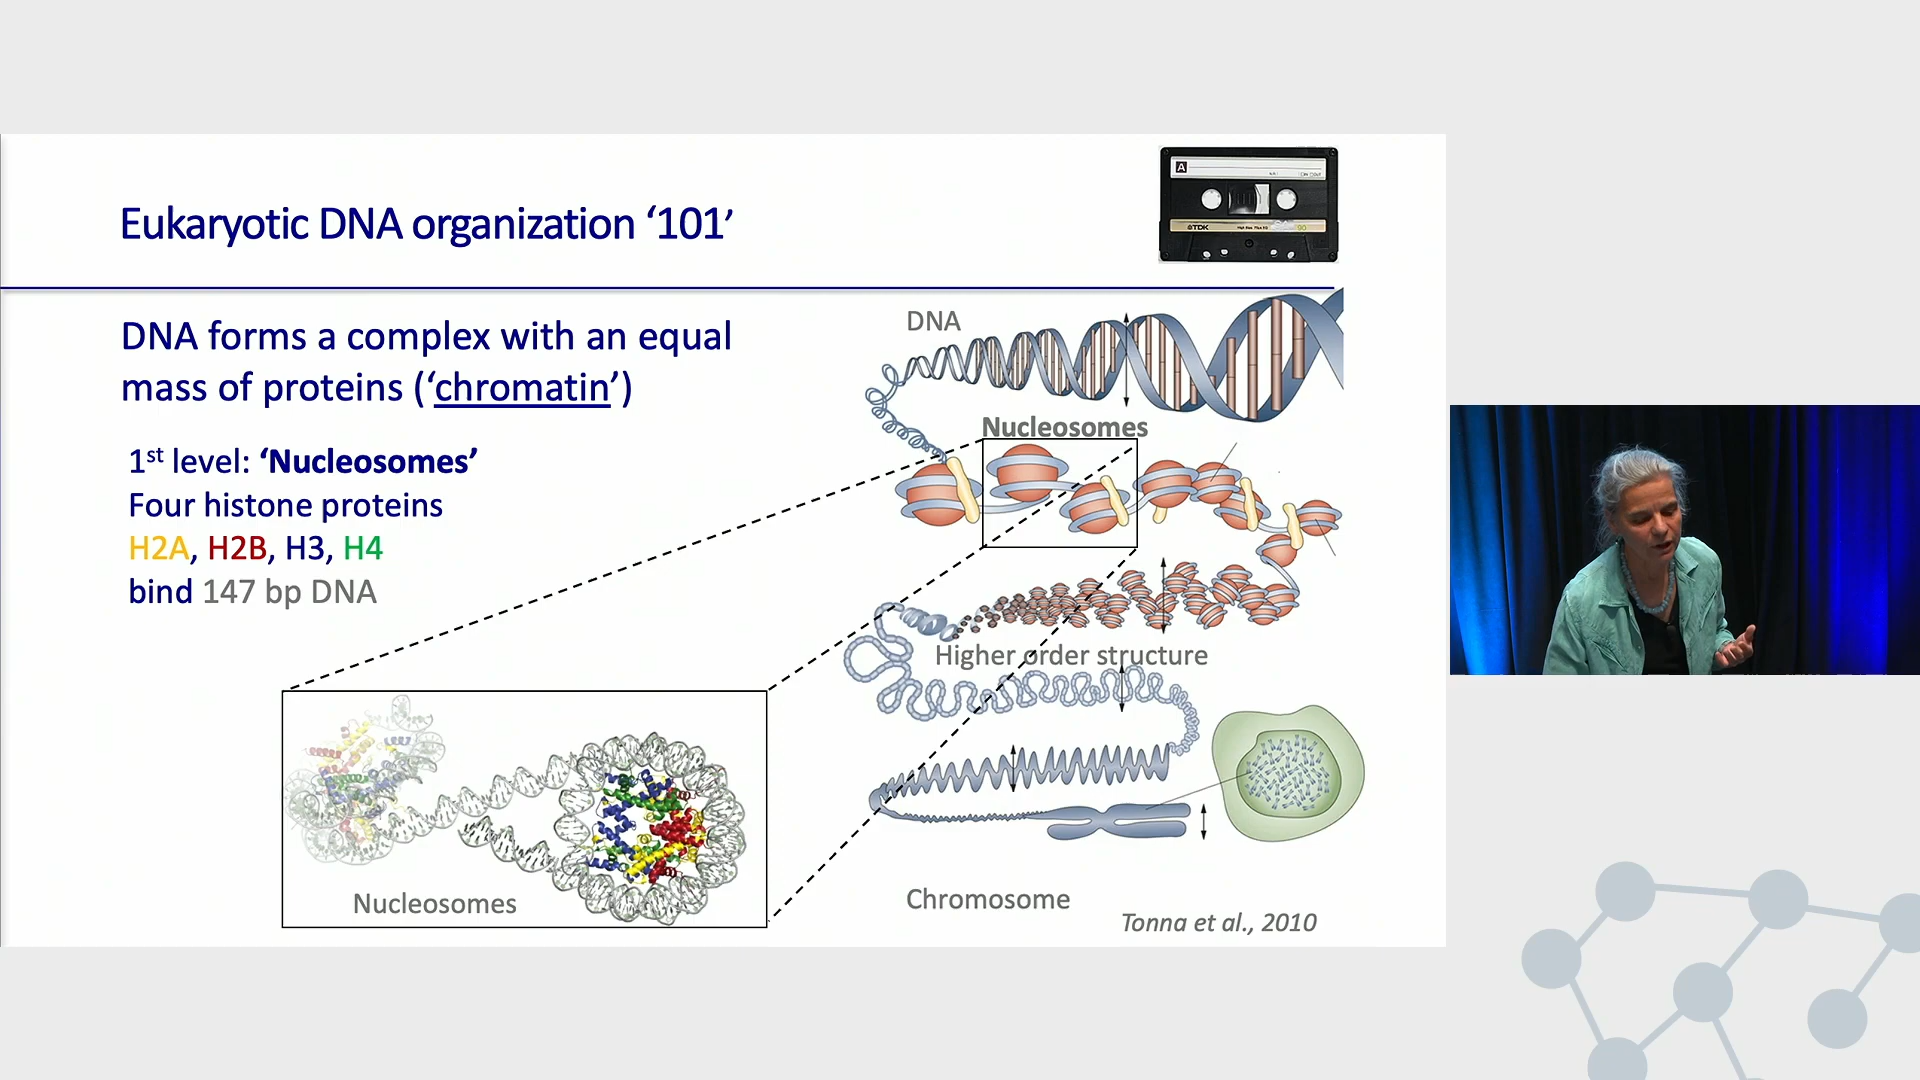 Eukaryotic DNA organization ‘101’
A
TDK
90
DNA forms a complex with an equal
mass of proteins (‘chromatin’)
1st level: ‘Nucleosomes’
Four histone proteins
H2A, H2B, H3, H4
bind 147 bp DNA
DNA
Nucleosomes
Higher order structure
Nucleosomes
Chromosome
Tonna et al., 2010